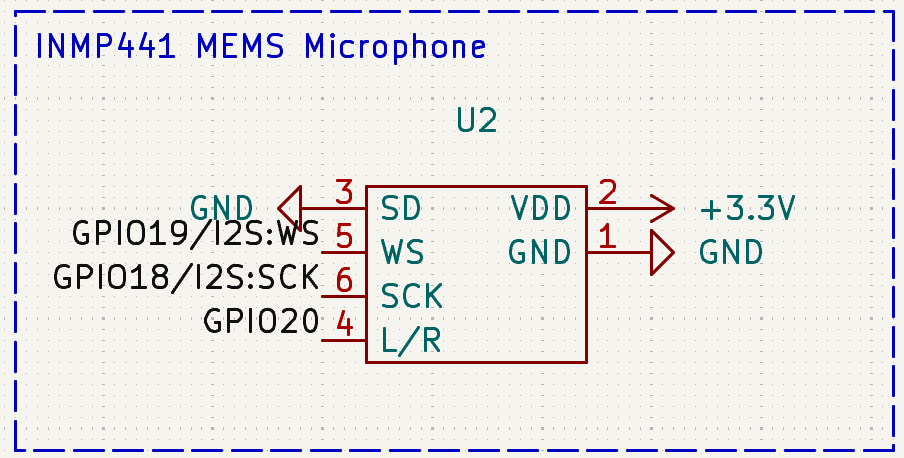 INMP441 MEMS Microphone
U2
GND 3 SD VDD 2 +3.3V
GPIO19/I2S:WS 5 WS GND 1 GND
GPIO18/I2S:SCK 6 SCK
GPIO20 4 L/R